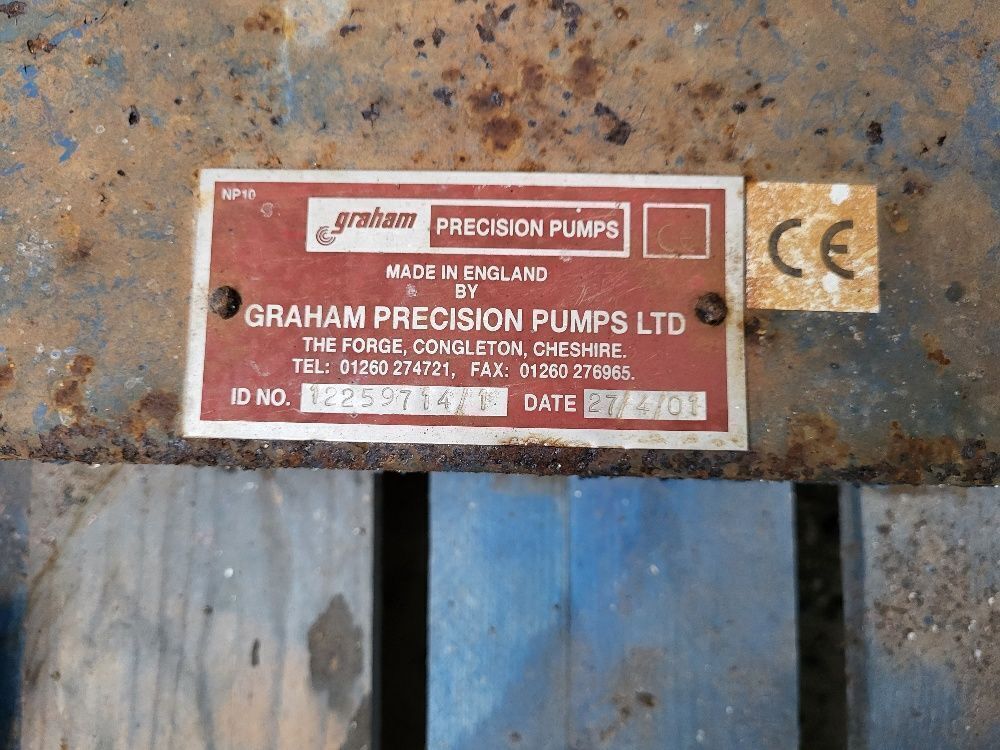 NP10
graham PRECISION PUMPS CE
CE
MADE IN ENGLAND
BY
GRAHAM PRECISION PUMPS LTD
THE FORGE, CONGLETON, CHESHIRE.
TEL: 01260 274721, FAX: 01260 276965.
ID NO. 12259714/1 DATE 27/4/01